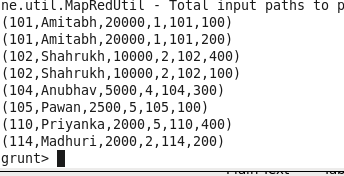 ne.util.MapRedUtil - Total input paths to p
(101,Amitabh,20000,1,101,100)
(101,Amitabh,20000,1,101,200)
(102,Shahrukh,10000,2,102,400)
(102,Shahrukh,10000,2,102,100)
(104,Anubhav,5000,4,104,300)
(105,Pawan,2500,5,105,100)
(110,Priyanka,2000,5,110,400)
(114,Madhuri,2000,2,114,200)
grunt>